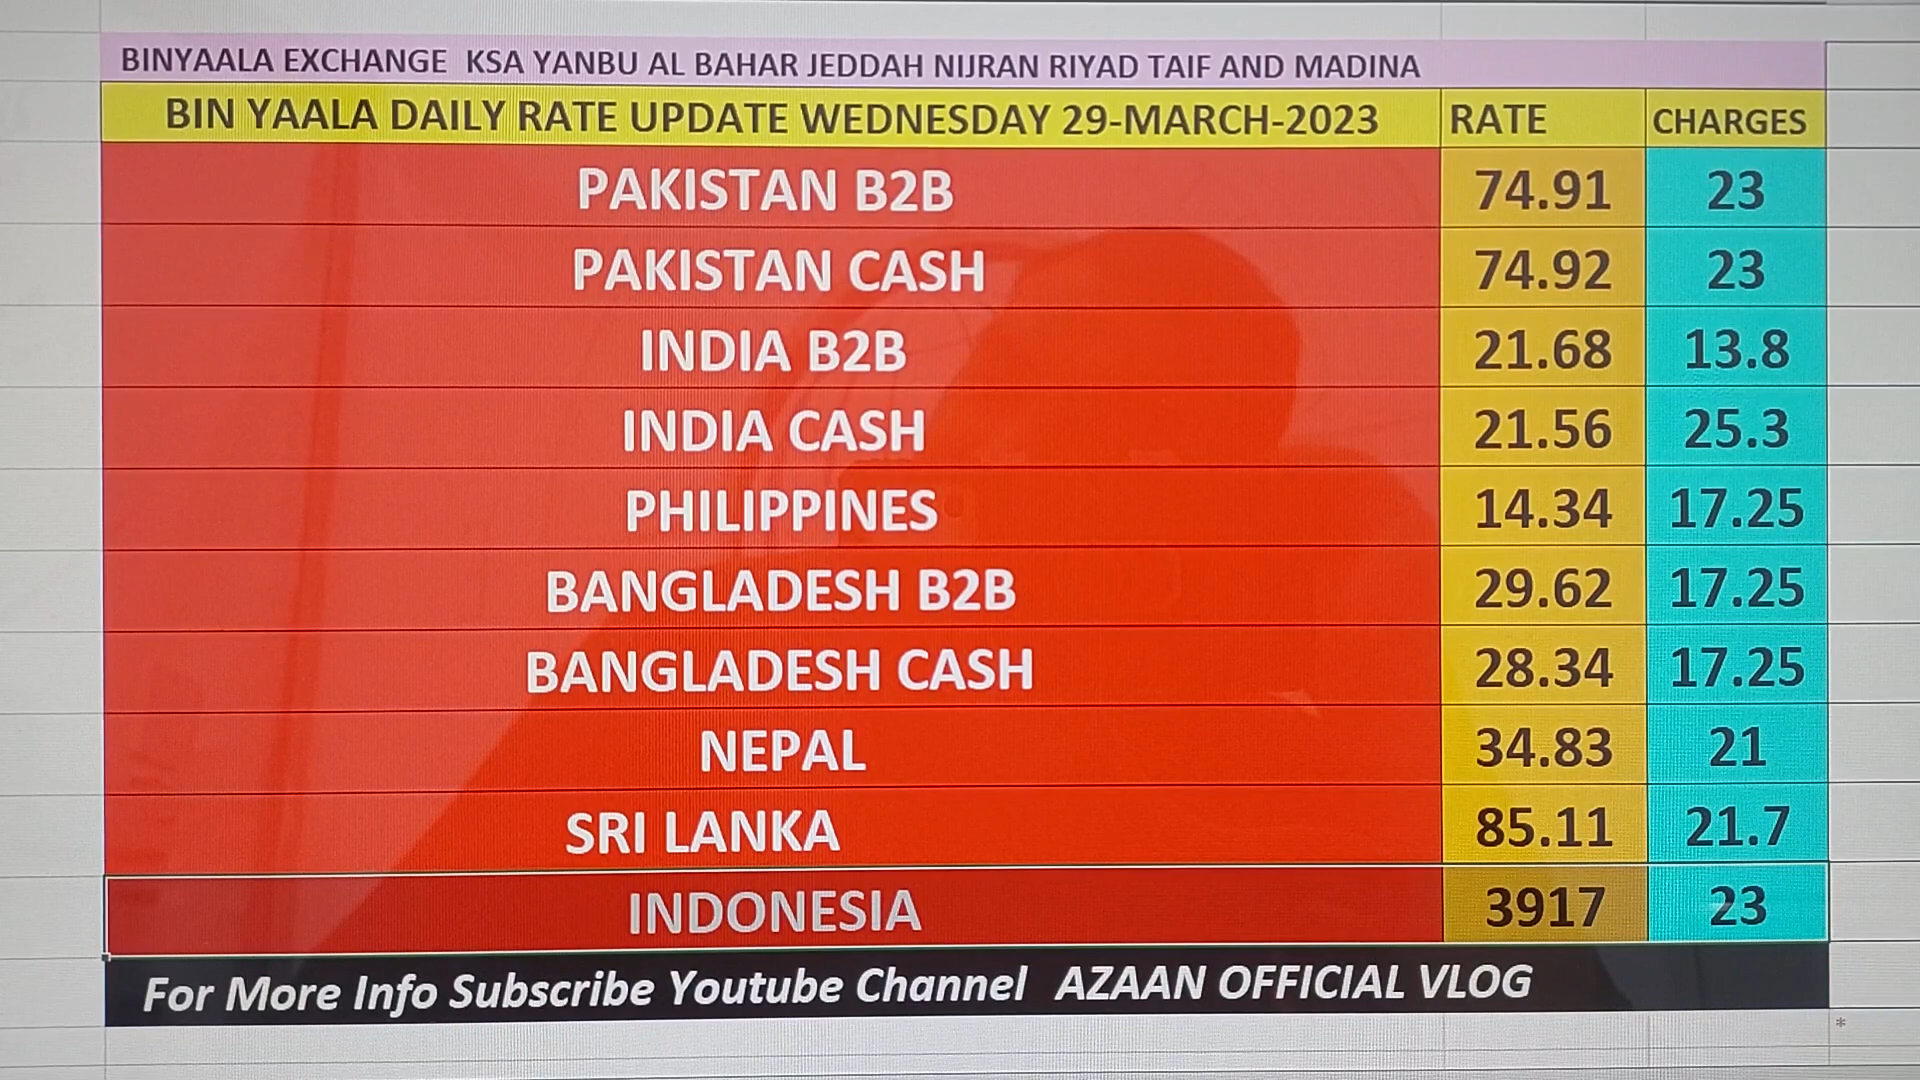 BINYAALA EXCHANGE KSA YANBU AL BAHAR JEDDAH NIJRAN RIYAD TAIF AND MADINA
BIN YAALA DAILY RATE UPDATE WEDNESDAY 29-MARCH-2023 RATE CHARGES
PAKISTAN B2B 74.91 23
PAKISTAN CASH 74.92 23
INDIA B2B 21.68 13.8
INDIA CASH 21.56 25.3
PHILIPPINES 14.34 17.25
BANGLADESH B2B 29.62 17.25
BANGLADESH CASH 28.34 17.25
NEPAL 34.83 21
SRI LANKA 85.11 21.7
INDONESIA 3917 23
For More Info Subscribe Youtube Channel AZAAN OFFICIAL VLOG
*